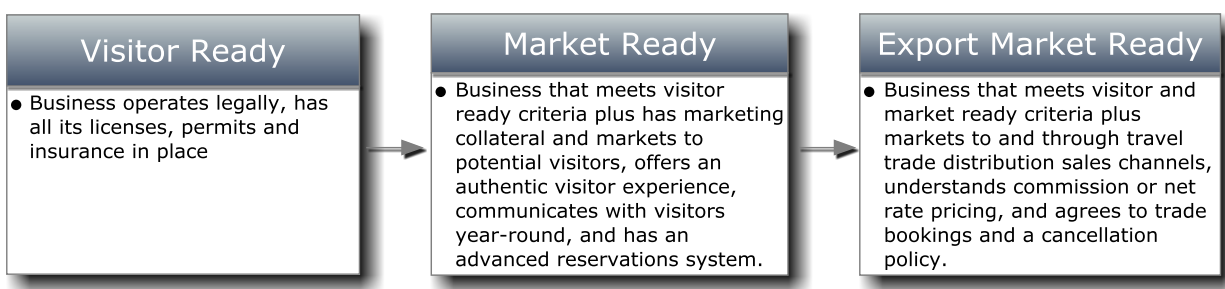 Visitor Ready
● Business operates legally, has
all its licenses, permits and
insurance in place
Market Ready
● Business that meets visitor
ready criteria plus has marketing
collateral and markets to
potential visitors, offers an
authentic visitor experience,
communicates with visitors
year-round, and has an
advanced reservations system.
Export Market Ready
● Business that meets visitor and
market ready criteria plus
markets to and through travel
trade distribution sales channels,
understands commission or net
rate pricing, and agrees to trade
bookings and a cancellation
policy.